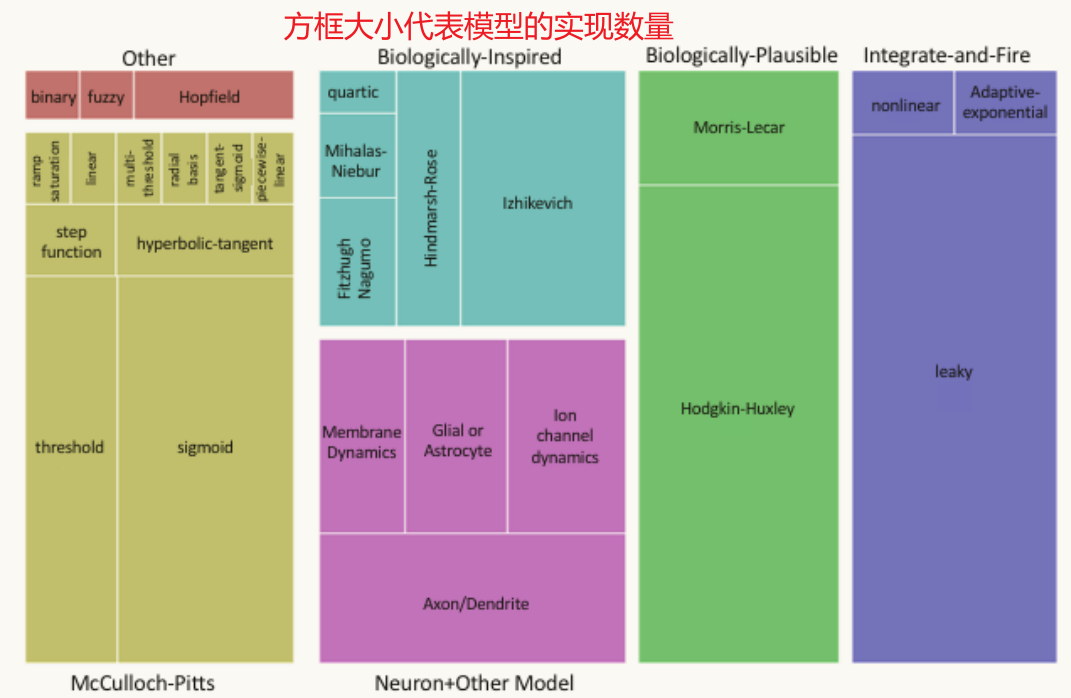 方框大小代表模型的实现数量
Other
Biologically-Inspired
Biologically-Plausible
Integrate-and-Fire
binary
fuzzy
Hopfield
ramp
saturation
linear
multi-
threshold
radial
basis
tangent-
sigmoid
piecewise-
linear
step
function
hyperbolic-tangent
threshold
sigmoid
McCulloch-Pitts
quartic
Mihalas-
Niebur
Fitzhugh
Nagumo
Hindmarsh-Rose
Izhikevich
Membrane
Dynamics
Glial or
Astrocyte
Ion
channel
dynamics
Axon/Dendrite
Neuron+Other Model
Morris-Lecar
Hodgkin-Huxley
nonlinear
Adaptive-
exponential
leaky